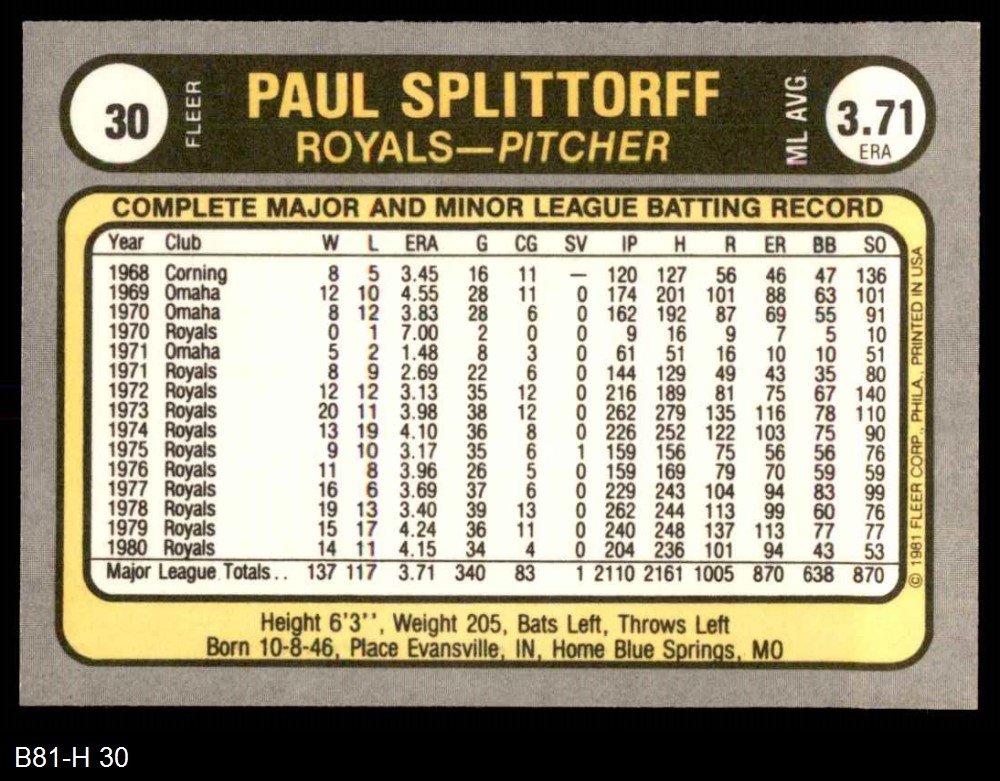 30 FLEER PAUL SPLITTORFF ML AVG. 3.71
ROYALS—PITCHER ERA
COMPLETE MAJOR AND MINOR LEAGUE BATTING RECORD
Year Club W L ERA G CG SV IP H R ER BB SO
1968 Corning 8 5 3.45 16 11 — 120 127 56 46 47 136
1969 Omaha 12 10 4.55 28 11 0 174 201 101 88 63 101
1970 Omaha 8 12 3.83 28 6 0 162 192 87 69 55 91
1970 Royals 0 1 7.00 2 0 0 9 16 9 7 5 10
1971 Omaha 5 2 1.48 8 3 0 61 51 16 10 10 51
1971 Royals 8 9 2.69 22 6 0 144 129 49 43 35 80
1972 Royals 12 12 3.13 35 12 0 216 189 81 75 67 140
1973 Royals 20 11 3.98 38 12 0 262 279 135 116 78 110
1974 Royals 13 19 4.10 36 8 0 226 252 122 103 75 90
1975 Royals 9 10 3.17 35 6 1 159 156 75 56 56 76
1976 Royals 11 8 3.96 26 5 0 159 169 79 70 59 59
1977 Royals 16 6 3.69 37 6 0 229 243 104 94 83 99
1978 Royals 19 13 3.40 39 13 0 262 244 113 99 60 76
1979 Royals 15 17 4.24 36 11 0 240 248 137 113 77 77
1980 Royals 14 11 4.15 34 4 0 204 236 101 94 43 53
Major League Totals.. 137 117 3.71 340 83 1 2110 2161 1005 870 638 870
© 1981 FLEER CORP., PHILA., PRINTED IN USA
Height 6'3'', Weight 205, Bats Left, Throws Left
Born 10-8-46, Place Evansville, IN, Home Blue Springs, MO
B81-H 30